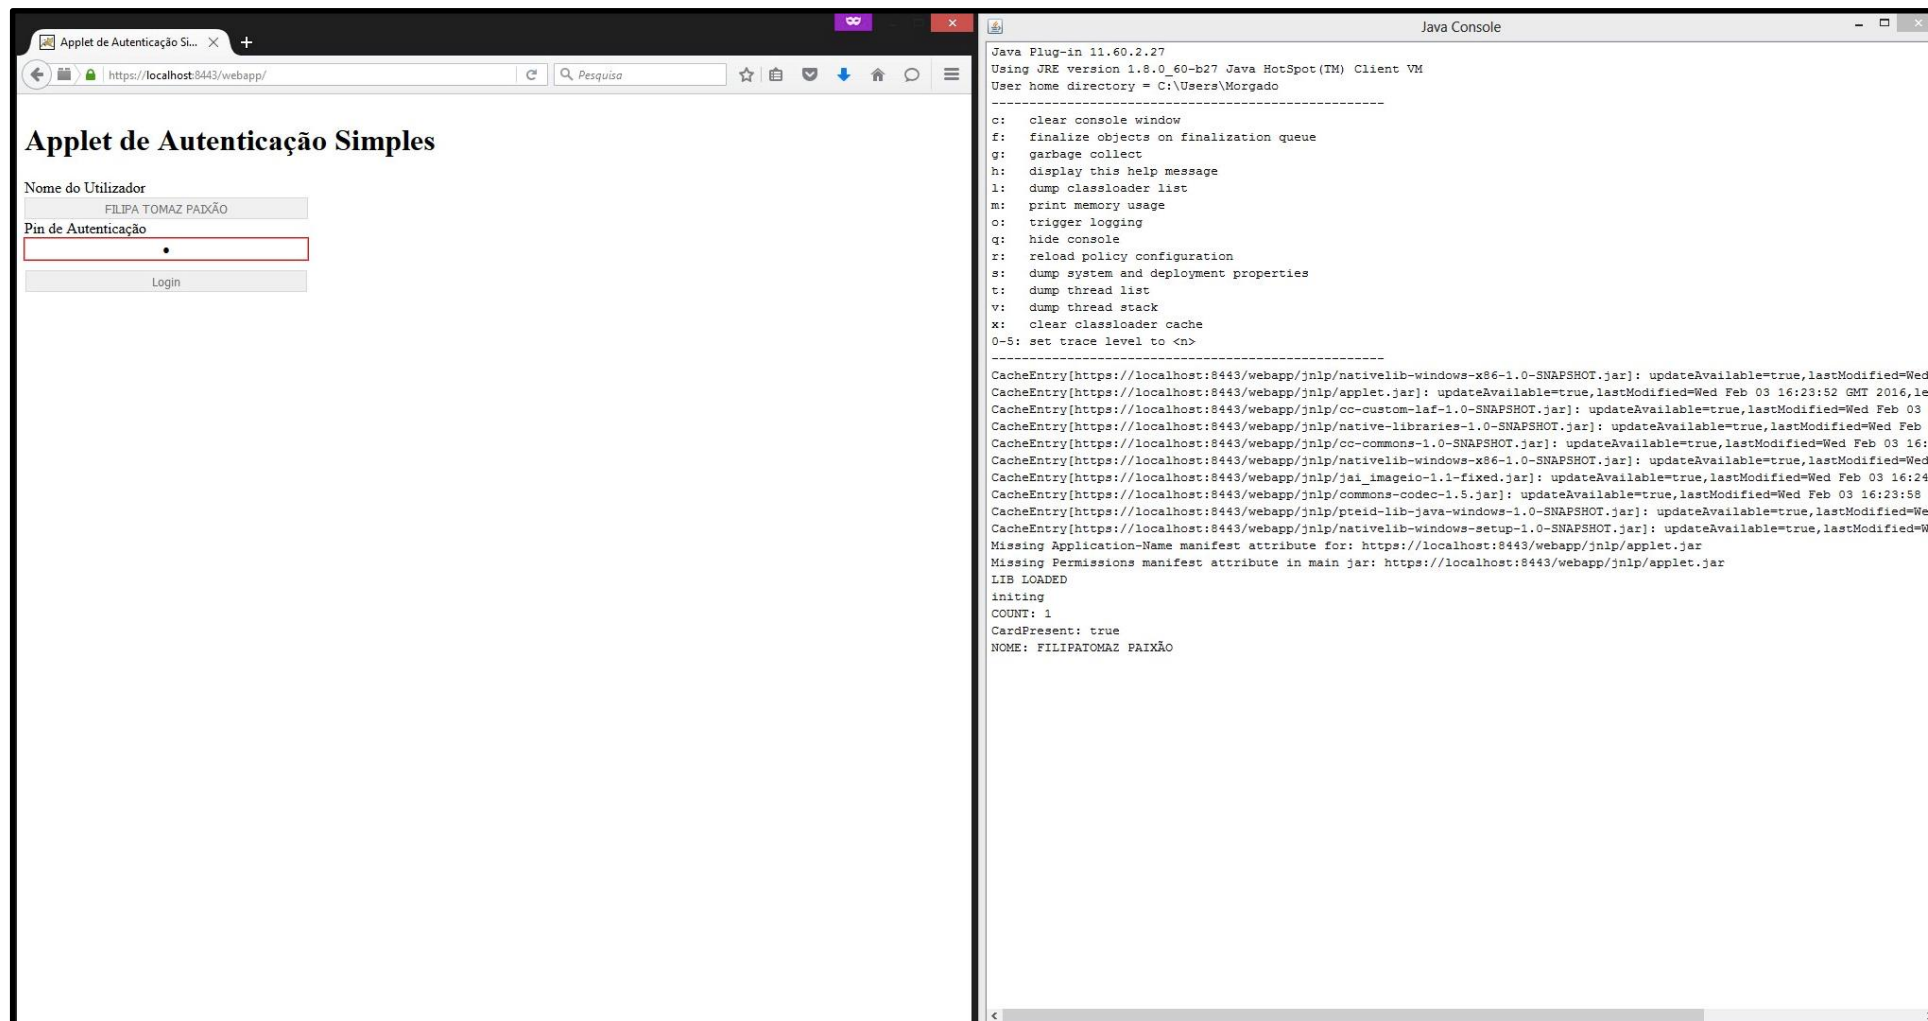 Applet de Autenticação Si...
https://localhost:8443/webapp/
Pesquisa
Applet de Autenticação Simples
Nome do Utilizador
FILIPA TOMAZ PAIXÃO
Pin de Autenticação
Login
Java Console
Java Plug-in 11.60.2.27
Using JRE version 1.8.0_60-b27 Java HotSpot(TM) Client VM
User home directory = C:\Users\Morgado
----------------------------------------------------
c:   clear console window
f:   finalize objects on finalization queue
g:   garbage collect
h:   display this help message
l:   dump classloader list
m:   print memory usage
o:   trigger logging
q:   hide console
r:   reload policy configuration
s:   dump system and deployment properties
t:   dump thread list
v:   dump thread stack
x:   clear classloader cache
0-5: set trace level to <n>
----------------------------------------------------
CacheEntry[https://localhost:8443/webapp/jnlp/nativelib-windows-x86-1.0-SNAPSHOT.jar]: updateAvailable=true,lastModified=Wed
CacheEntry[https://localhost:8443/webapp/jnlp/applet.jar]: updateAvailable=true,lastModified=Wed Feb 03 16:23:52 GMT 2016,le
CacheEntry[https://localhost:8443/webapp/jnlp/cc-custom-laf-1.0-SNAPSHOT.jar]: updateAvailable=true,lastModified=Wed Feb 03
CacheEntry[https://localhost:8443/webapp/jnlp/native-libraries-1.0-SNAPSHOT.jar]: updateAvailable=true,lastModified=Wed Feb
CacheEntry[https://localhost:8443/webapp/jnlp/cc-commons-1.0-SNAPSHOT.jar]: updateAvailable=true,lastModified=Wed Feb 03 16:
CacheEntry[https://localhost:8443/webapp/jnlp/nativelib-windows-x86-1.0-SNAPSHOT.jar]: updateAvailable=true,lastModified=Wed
CacheEntry[https://localhost:8443/webapp/jnlp/jai_imageio-1.1-fixed.jar]: updateAvailable=true,lastModified=Wed Feb 03 16:24
CacheEntry[https://localhost:8443/webapp/jnlp/commons-codec-1.5.jar]: updateAvailable=true,lastModified=Wed Feb 03 16:23:58
CacheEntry[https://localhost:8443/webapp/jnlp/pteid-lib-java-windows-1.0-SNAPSHOT.jar]: updateAvailable=true,lastModified=We
CacheEntry[https://localhost:8443/webapp/jnlp/nativelib-windows-setup-1.0-SNAPSHOT.jar]: updateAvailable=true,lastModified=W
Missing Application-Name manifest attribute for: https://localhost:8443/webapp/jnlp/applet.jar
Missing Permissions manifest attribute in main jar: https://localhost:8443/webapp/jnlp/applet.jar
LIB LOADED
initing
COUNT: 1
CardPresent: true
NOME: FILIPATOMAZ PAIXÃO